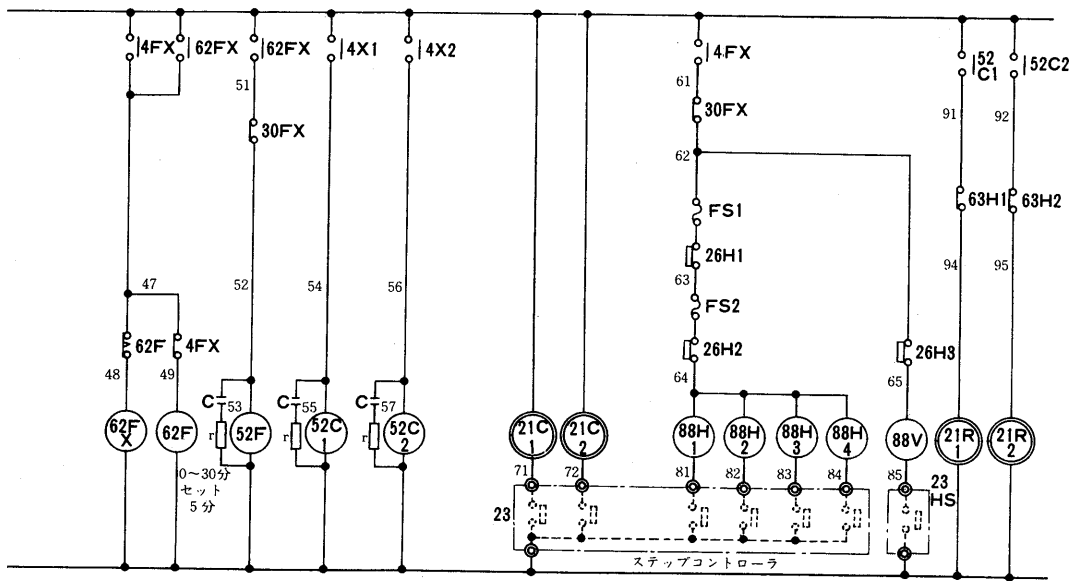 4FX
62FX
62FX
4X1
4X2
4FX
52
C1
52C2
51
61
91
92
30FX
30FX
62
63H1
63H2
FS1
26H1
63
94
95
47
52
54
56
FS2
62F
4FX
26H2
26H3
48
49
64
65
C
53
C
55
C
57
62F
X
62F
r
52F
r
52C
1
r
52C
2
21C
1
21C
2
88H
1
88H
2
88H
3
88H
4
88V
21R
1
21R
2
0〜30分
セット
5分
71
72
81
82
83
84
85
23
HS
23
ステップコントローラ